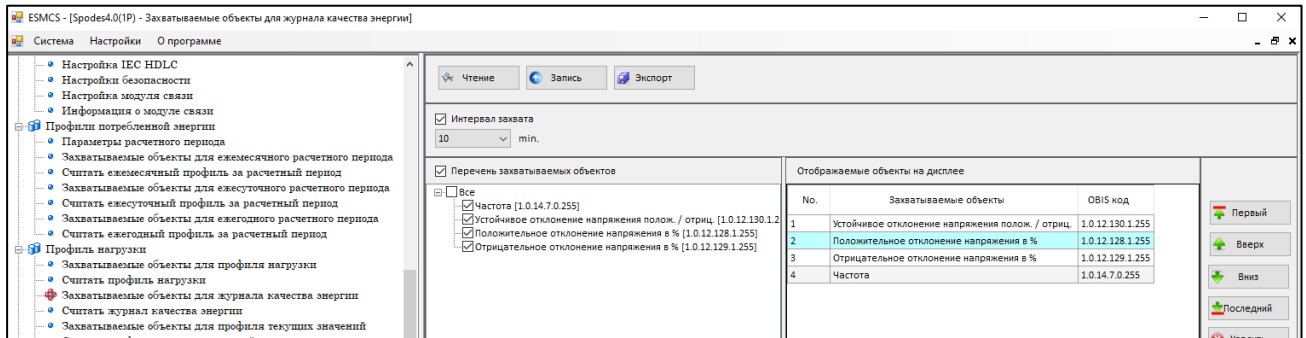 ESMCS - [Spodes4.0(1P) - Захватываемые объекты для журнала качества энергии]
Система Настройки О программе
Настройка IEC HDLC
Настройки безопасности
Настройка модуля связи
Информация о модуле связи
Профили потребленной энергии
Параметры расчетного периода
Захватываемые объекты для ежемесячного расчетного периода
Считать ежемесячный профиль за расчетный период
Захватываемые объекты для ежесуточного расчетного периода
Считать ежесуточный профиль за расчетный период
Захватываемые объекты для ежегодного расчетного периода
Считать ежегодный профиль за расчетный период
Профиль нагрузки
Захватываемые объекты для профиля нагрузки
Считать профиль нагрузки
Захватываемые объекты для журнала качества энергии
Считать журнал качества энергии
Захватываемые объекты для профиля текущих значений
Чтение Запись Экспорт
Интервал захвата
10 min.
Перечень захватываемых объектов
Все
Частота [1.0.14.7.0.255]
Устойчивое отклонение напряжения полож. / отриц. [1.0.12.130.1.2
Положительное отклонение напряжения в % [1.0.12.128.1.255]
Отрицательное отклонение напряжения в % [1.0.12.129.1.255]
Отображаемые объекты на дисплее
No. Захватываемые объекты OBIS код
1 Устойчивое отклонение напряжения полож. / отриц. 1.0.12.130.1.255
2 Положительное отклонение напряжения в % 1.0.12.128.1.255
3 Отрицательное отклонение напряжения в % 1.0.12.129.1.255
4 Частота 1.0.14.7.0.255
Первый
Вверх
Вниз
Последний